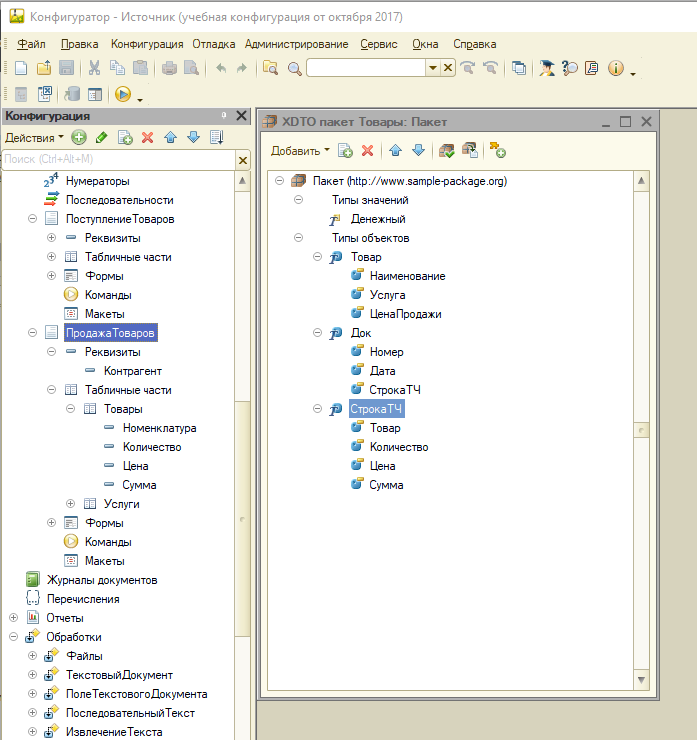 Конфигуратор - Источник (учебная конфигурация от октября 2017)
Файл Правка Конфигурация Отладка Администрирование Сервис Окна Справка
Конфигурация
Действия
Поиск (Ctrl+Alt+M)
Нумераторы
Последовательности
ПоступлениеТоваров
Реквизиты
Табличные части
Формы
Команды
Макеты
ПродажаТоваров
Реквизиты
Контрагент
Табличные части
Товары
Номенклатура
Количество
Цена
Сумма
Услуги
Формы
Команды
Макеты
Журналы документов
Перечисления
Отчеты
Обработки
Файлы
ТекстовыйДокумент
ПолеТекстовогоДокумента
ПоследовательныйТекст
ИзвлечениеТекста
XDTO пакет Товары: Пакет
Добавить
Пакет (http://www.sample-package.org)
Типы значений
Денежный
Типы объектов
Товар
Наименование
Услуга
ЦенаПродажи
Док
Номер
Дата
СтрокаТЧ
СтрокаТЧ
Товар
Количество
Цена
Сумма